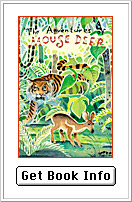 The Adventures of
MOUSE DEER
Get Book Info